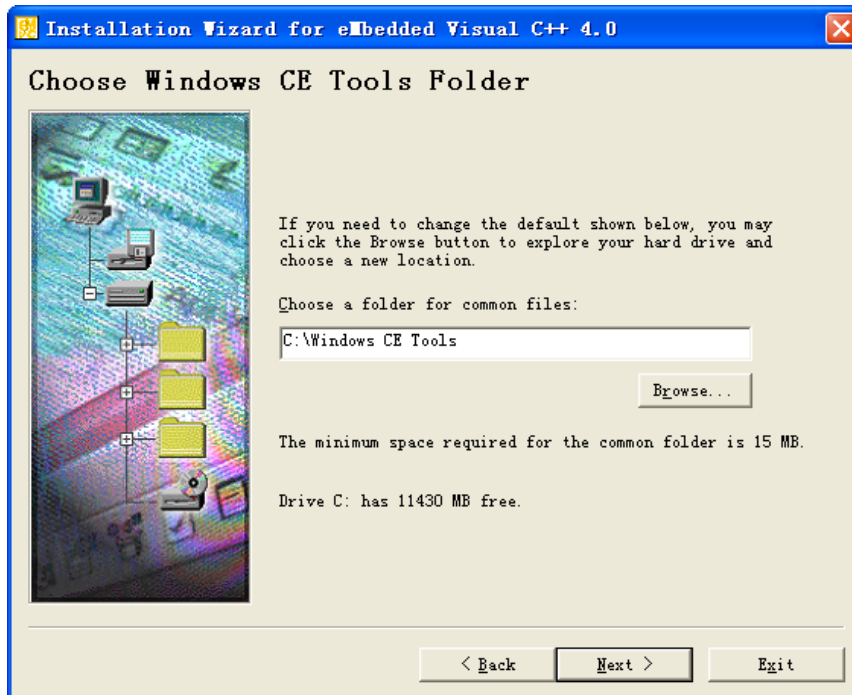 Installation Wizard for eMbedded Visual C++ 4.0
Choose Windows CE Tools Folder
If you need to change the default shown below, you may
click the Browse button to explore your hard drive and
choose a new location.
Choose a folder for common files:
C:\Windows CE Tools
Browse...
The minimum space required for the common folder is 15 MB.
Drive C: has 11430 MB free.
< Back
Next >
Exit